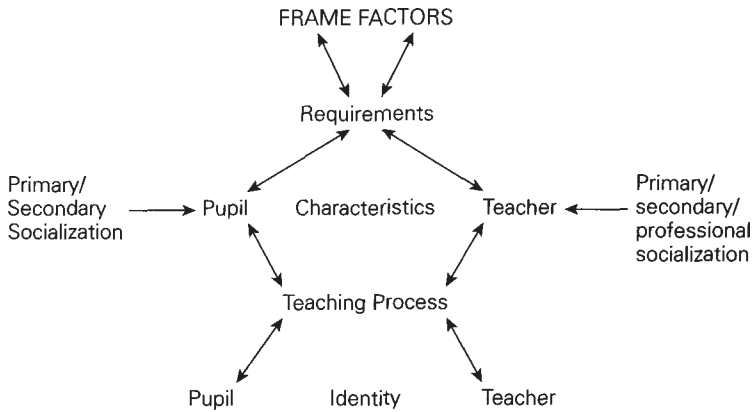 FRAME FACTORS
Requirements
Primary/
Secondary
Socialization
Pupil
Characteristics
Teacher
Primary/
secondary/
professional
socialization
Teaching Process
Pupil
Identity
Teacher